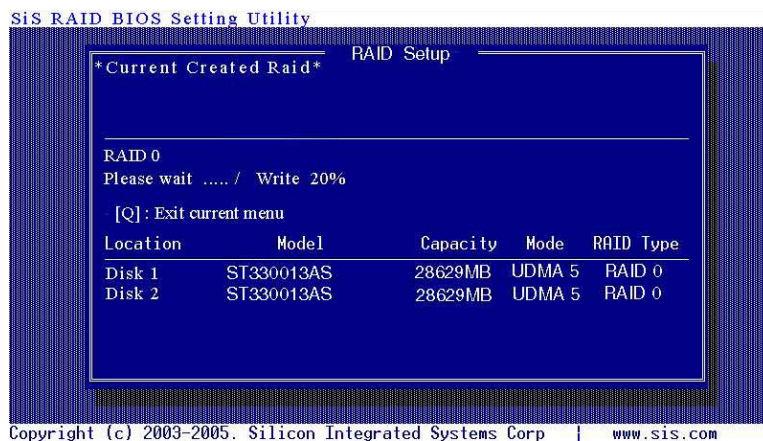 SiS RAID BIOS Setting Utility
RAID Setup
*Current Created Raid*
RAID 0
Please wait ..... / Write 20%
[Q] : Exit current menu
Location Model Capacity Mode RAID Type
Disk 1 ST330013AS 28629MB UDMA 5 RAID 0
Disk 2 ST330013AS 28629MB UDMA 5 RAID 0
Copyright (c) 2003-2005. Silicon Integrated Systems Corp | www.sis.com